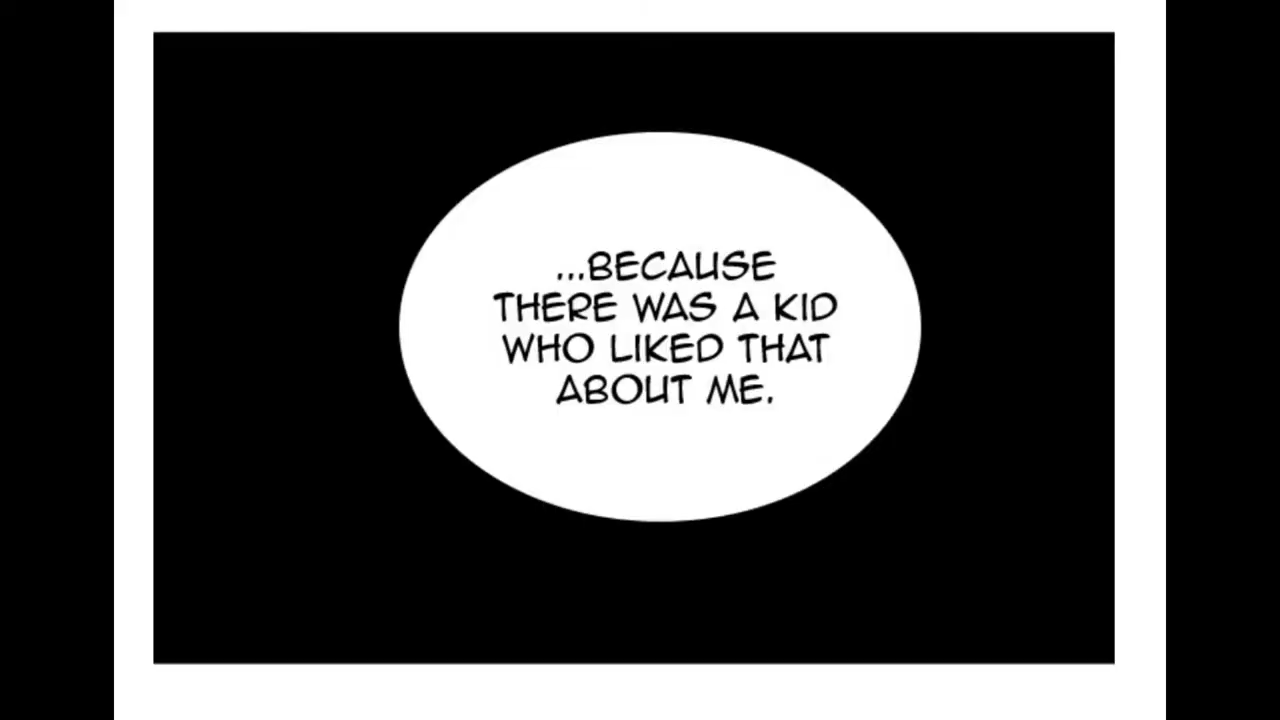 ...BECAUSE
THERE WAS A KID
WHO LIKED THAT
ABOUT ME.